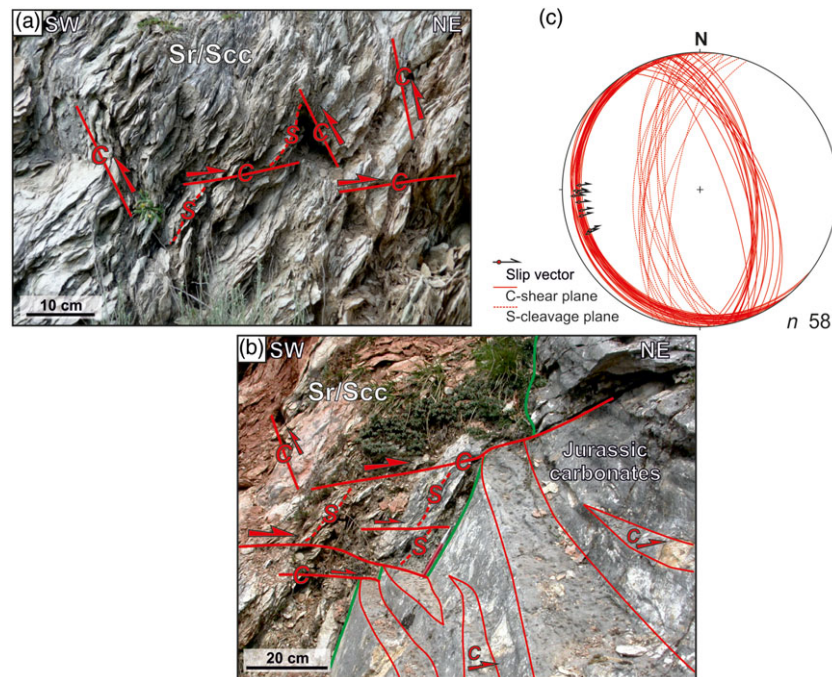 (a) SW
NE
Sr/Scc
C
C
S
C
C
S
C
10 cm
(c)
N
Slip vector
C-shear plane
S-cleavage plane
n 58
(b) SW
NE
Sr/Scc
C
C
Jurassic
carbonates
S
S
S
C
C
C
20 cm